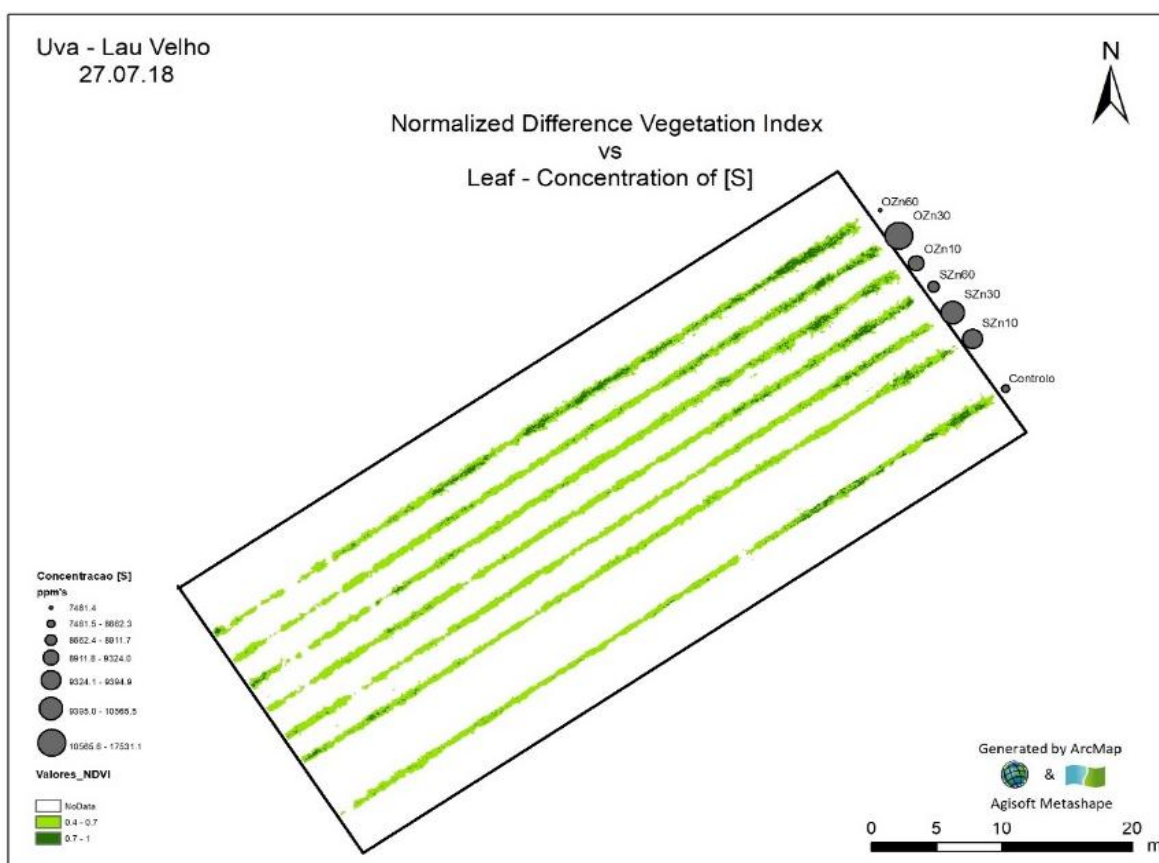 Uva - Lau Velho
27.07.18
N
Normalized Difference Vegetation Index
vs
Leaf - Concentration of [S]
OZn60
OZn30
OZn10
SZn60
SZn30
SZn10
Controlo
Concentracao [S]
ppm's
7481.4
7481.5 - 8662.3
8662.4 - 8911.7
8911.8 - 9324.0
9324.1 - 9394.9
9395.0 - 10565.5
10565.6 - 17531.1
Valores_NDVI
NoData
0.4 - 0.7
0.7 - 1
Generated by ArcMap
&
Agisoft Metashape
0 5 10 20
m